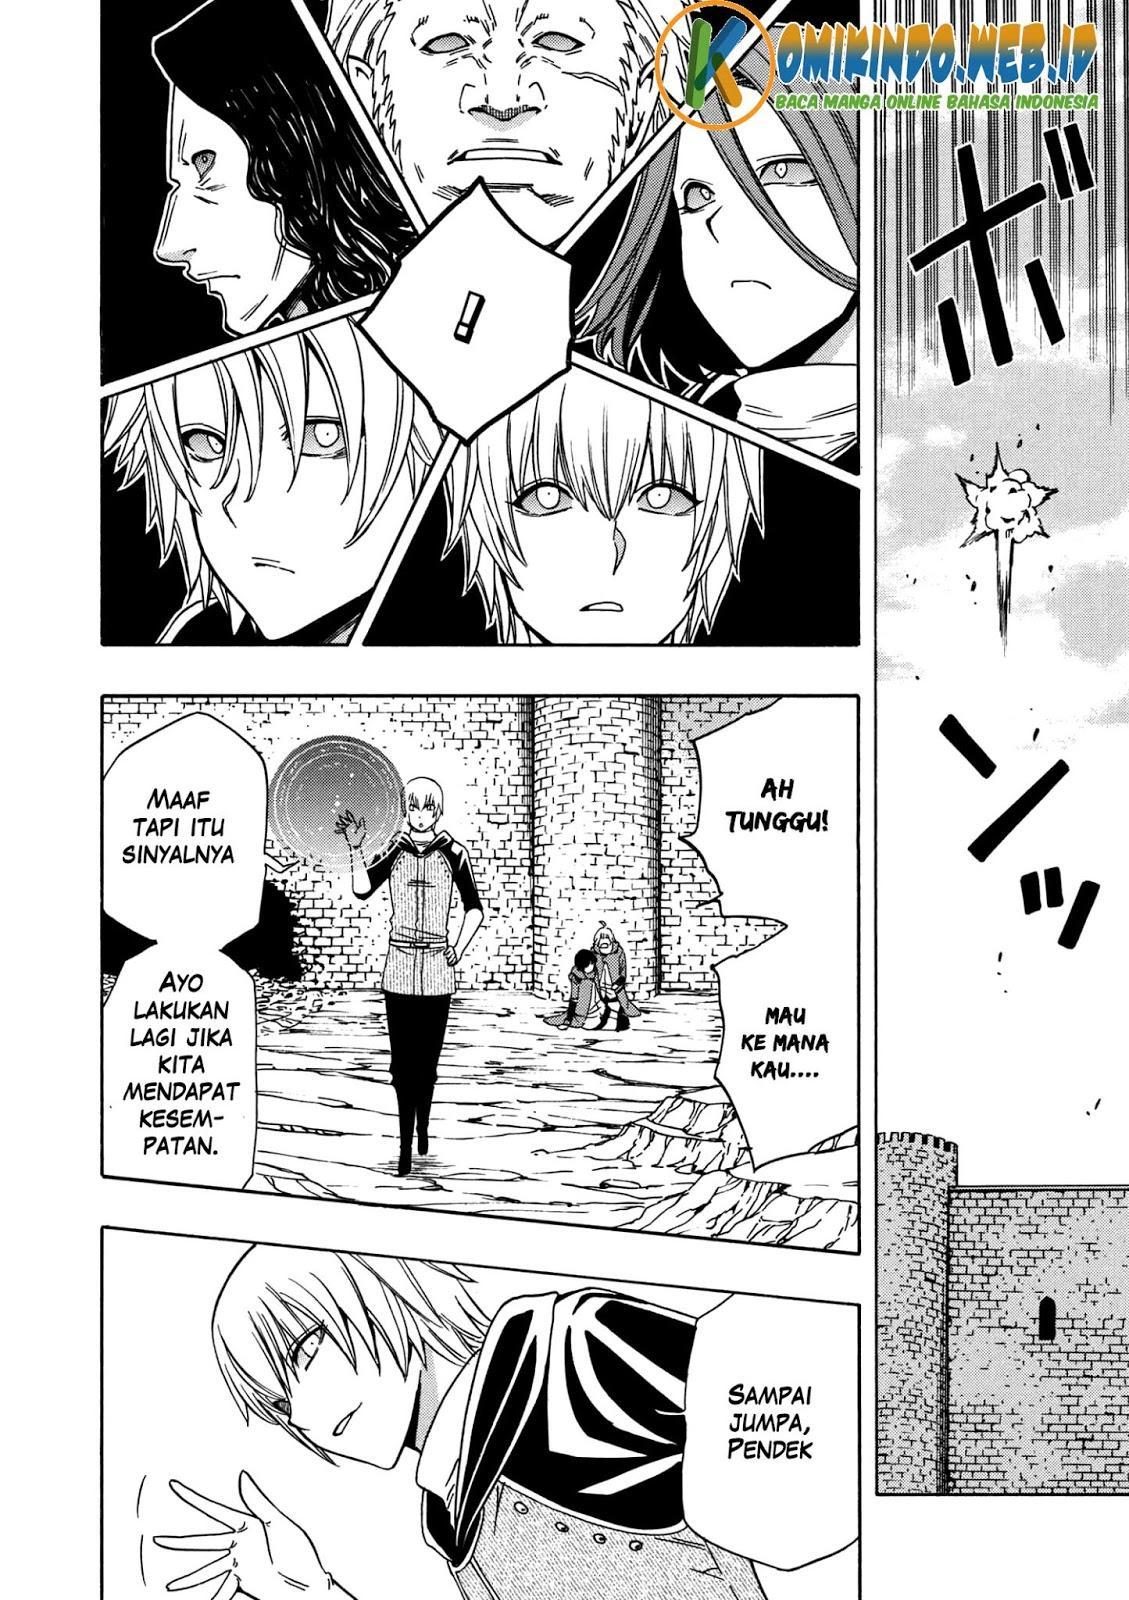 KOMIKINDO.WEB.ID
BACA MANGA ONLINE BAHASA INDONESIA
ボンッ
!
AH
TUNGGU!
MAU
KE MANA
KAU....
MAAF
TAPI ITU
SINYALNYA
AYO
LAKUKAN
LAGI JIKA
KITA
MENDAPAT
KESEM-
PATAN.
SAMPAI
JUMPA,
PENDEK